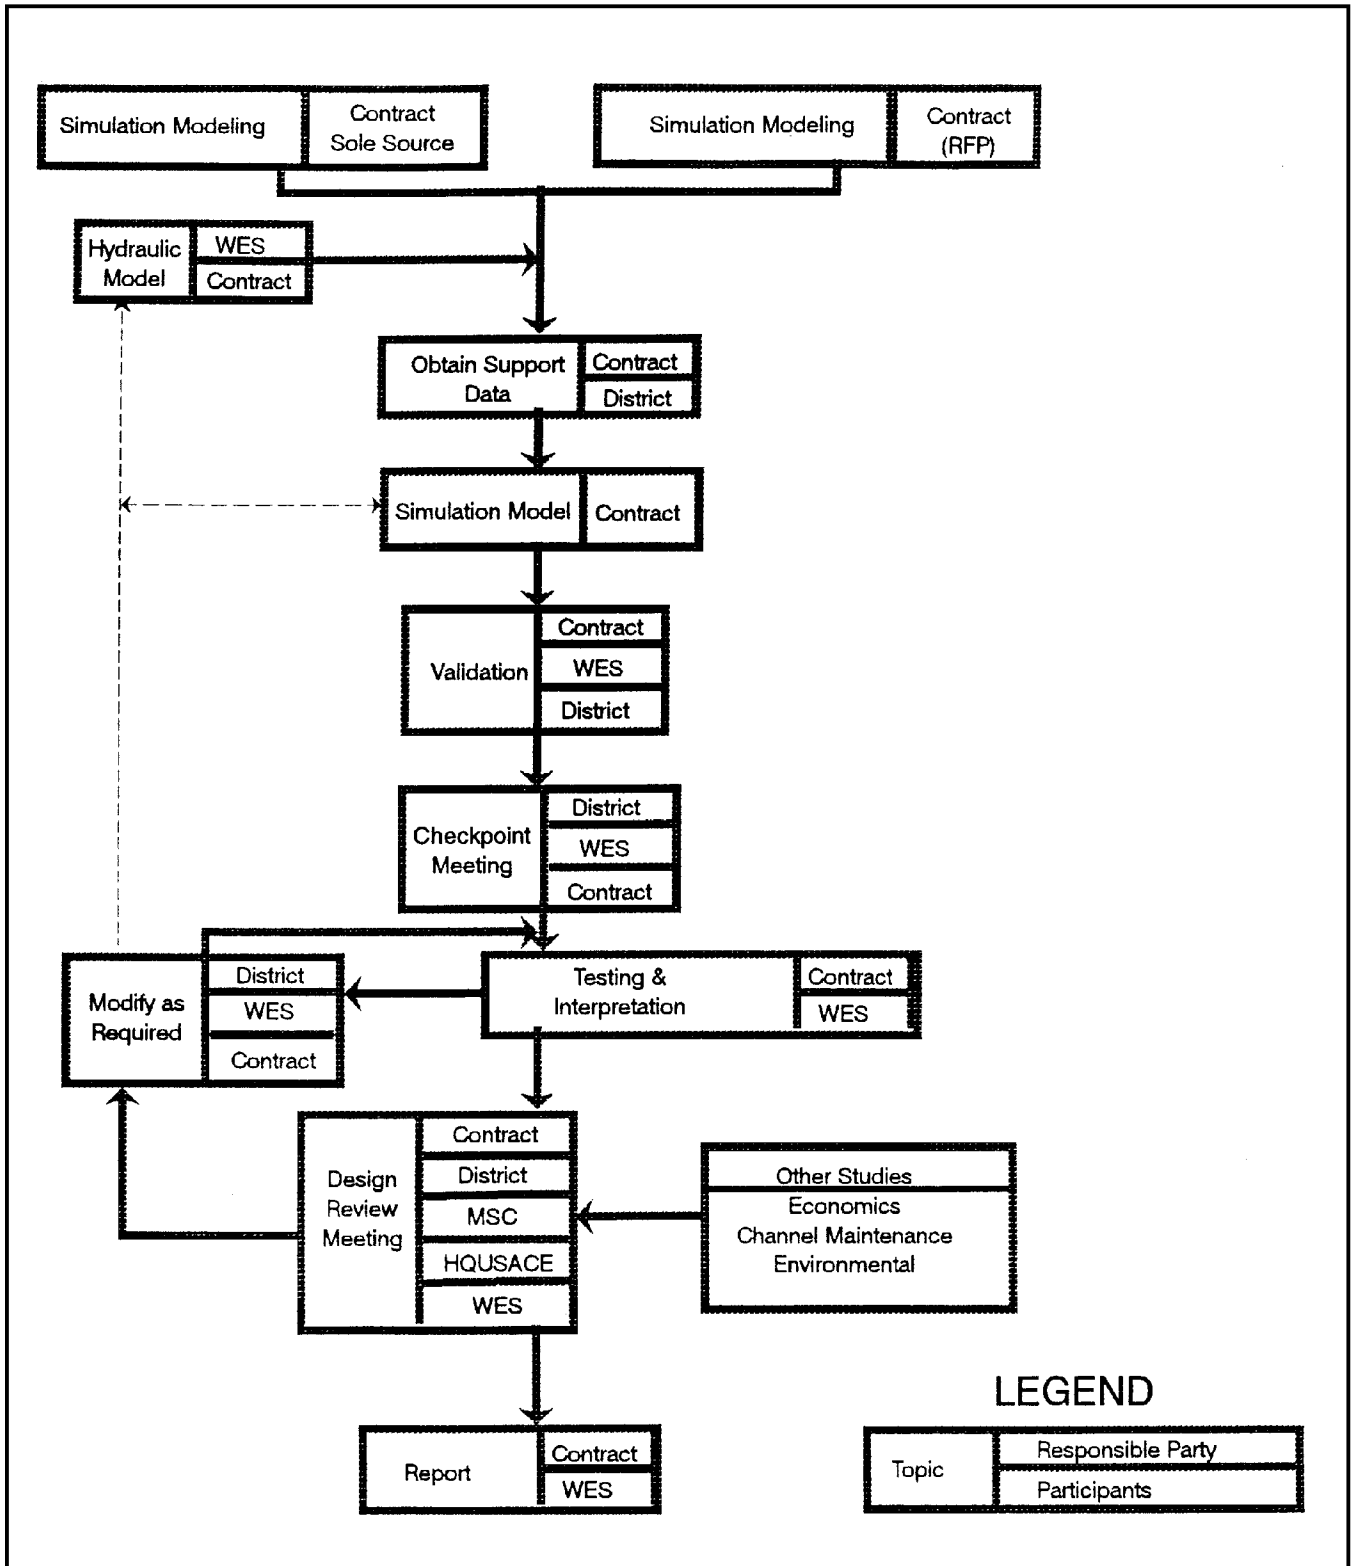 Simulation Modeling
Contract
Sole Source
Simulation Modeling
Contract
(RFP)
Hydraulic
Model
WES
Contract
Obtain Support
Data
Contract
District
Simulation Model
Contract
Validation
Contract
WES
District
Checkpoint
Meeting
District
WES
Contract
Modify as
Required
District
WES
Contract
Testing &
Interpretation
Contract
WES
Design
Review
Meeting
Contract
District
MSC
HQUSACE
WES
Other Studies
Economics
Channel Maintenance
Environmental
Report
Contract
WES
LEGEND
Topic
Responsible Party
Participants